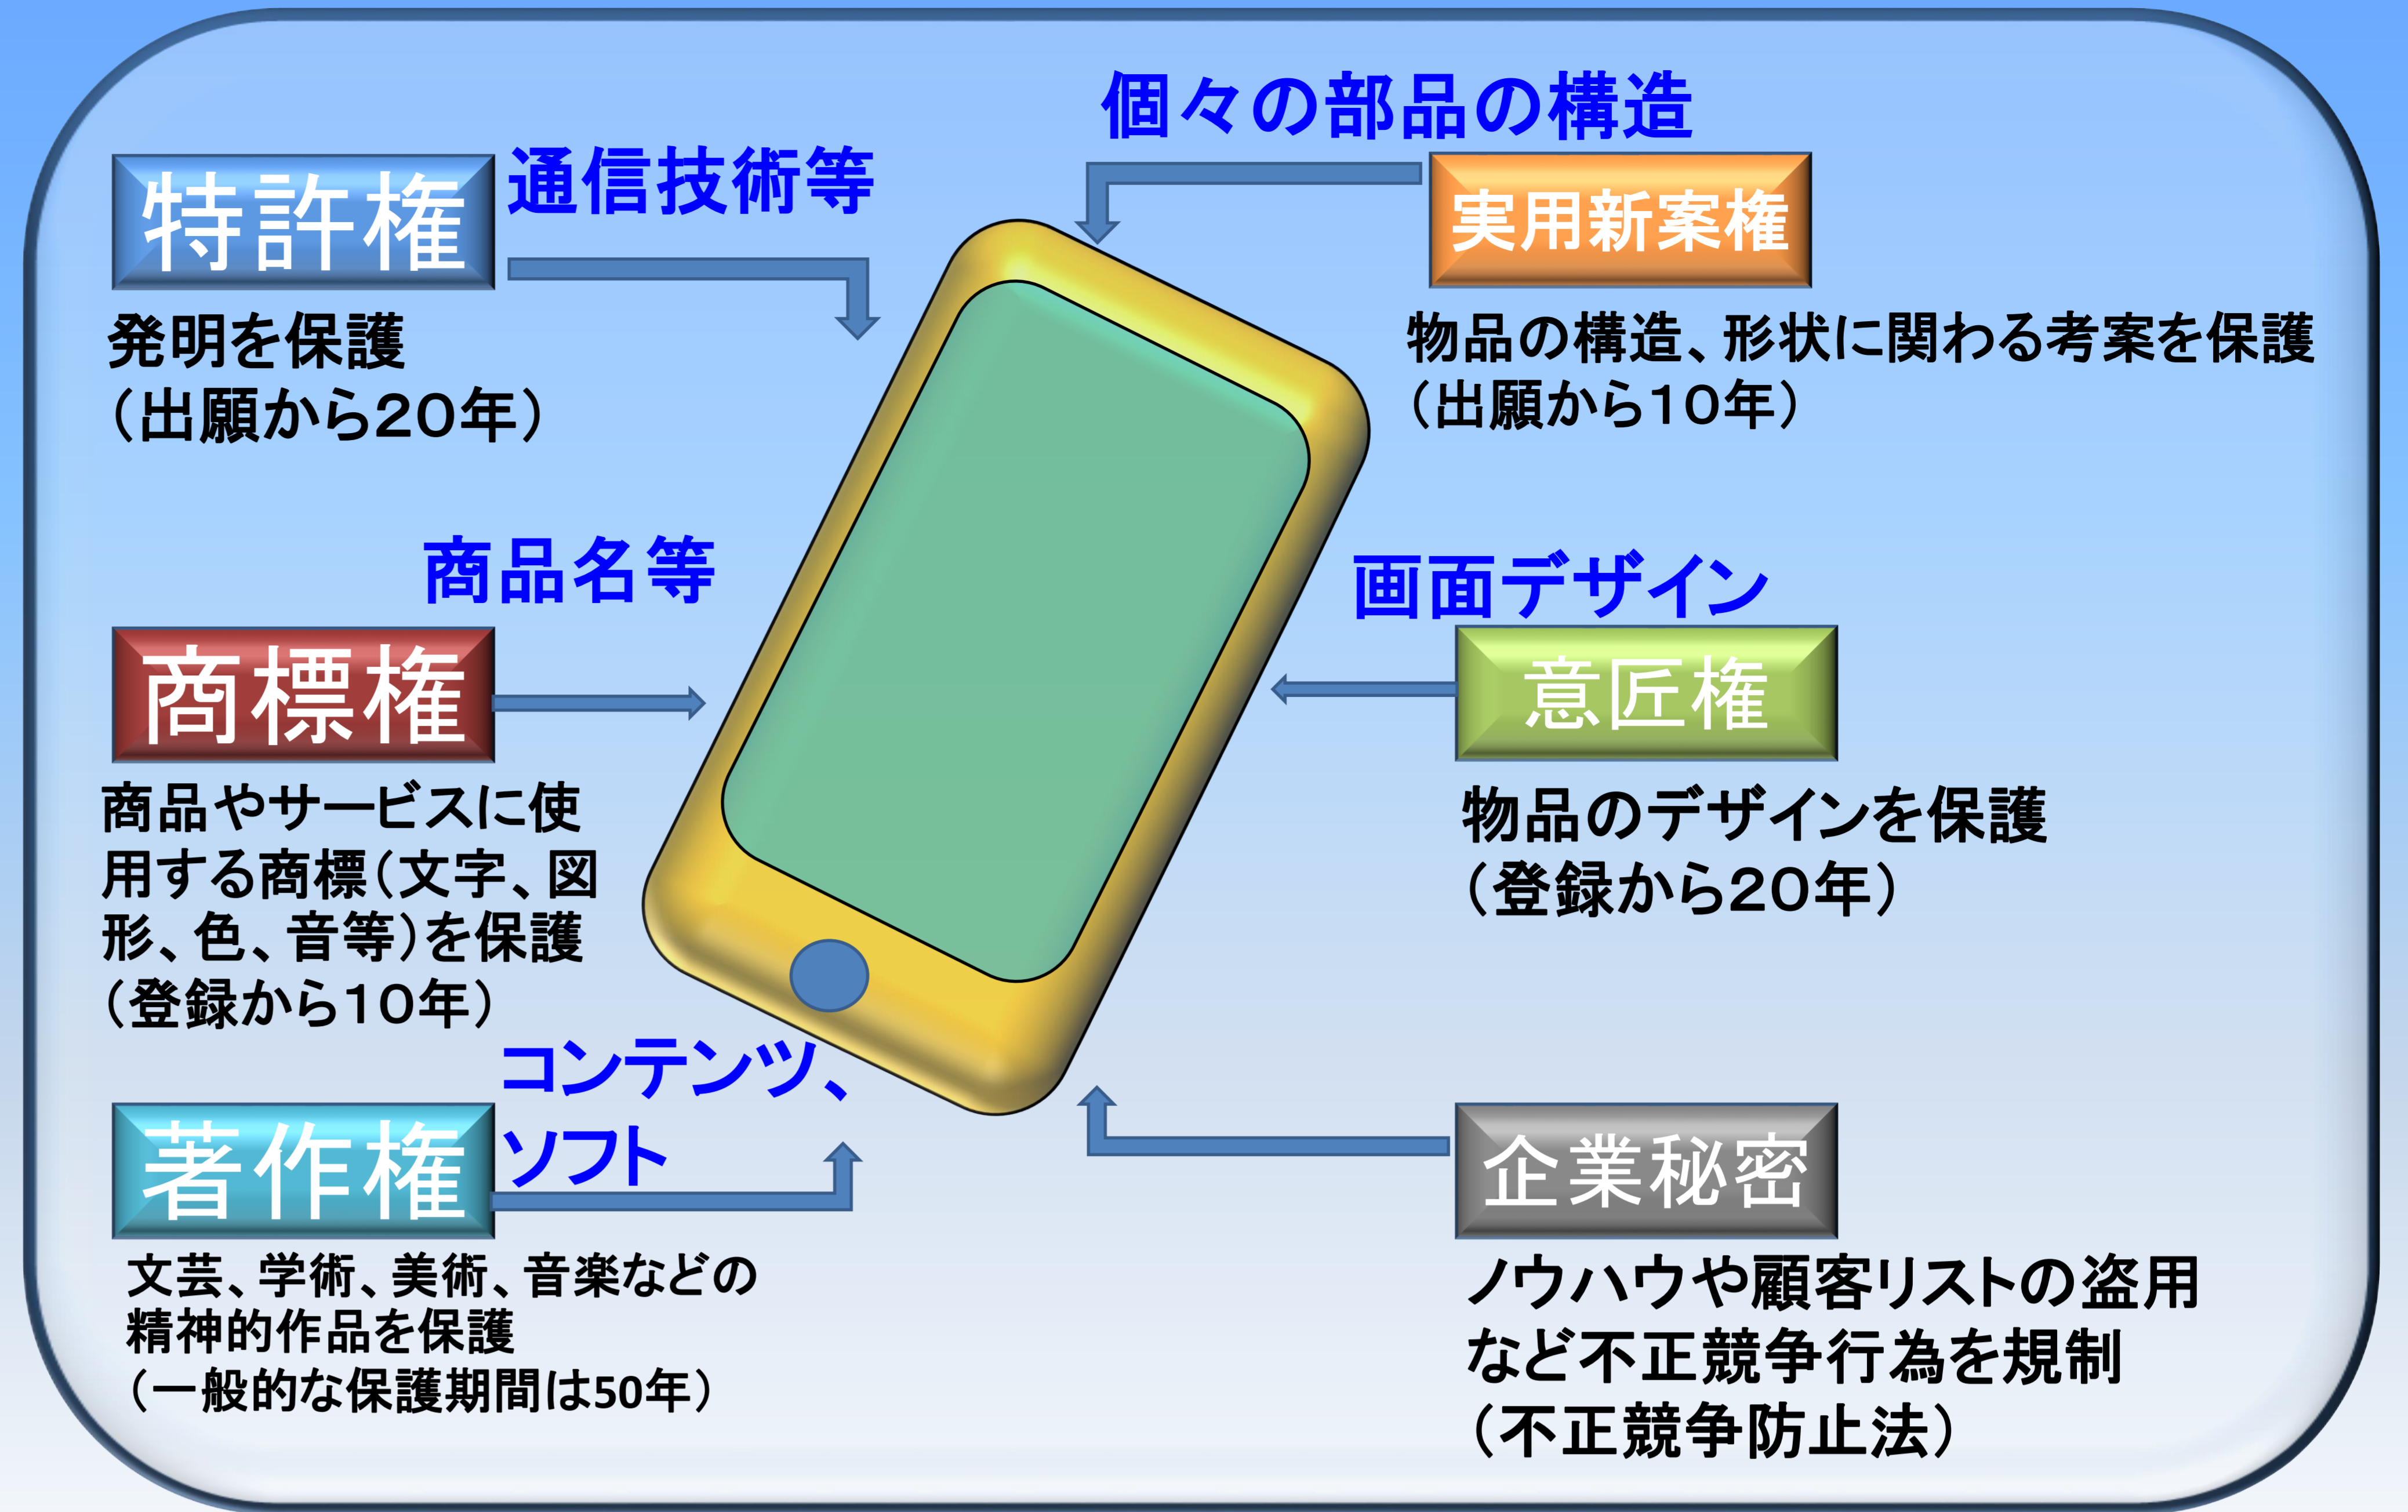 個々の部品の構造
通信技術等
特許権
実用新案権
発明を保護
（出願から２０年）
物品の構造、形状に関わる考案を保護
（出願から１０年）
商品名等
画面デザイン
商標権
意匠権
商品やサービスに使
用する商標（文字、図
形、色、音等）を保護
（登録から１０年）
物品のデザインを保護
（登録から２０年）
コンテンツ、
ソフト
著作権
企業秘密
文芸、学術、美術、音楽などの
精神的作品を保護
（一般的な保護期間は50年）
ノウハウや顧客リストの盗用
など不正競争行為を規制
（不正競争防止法）